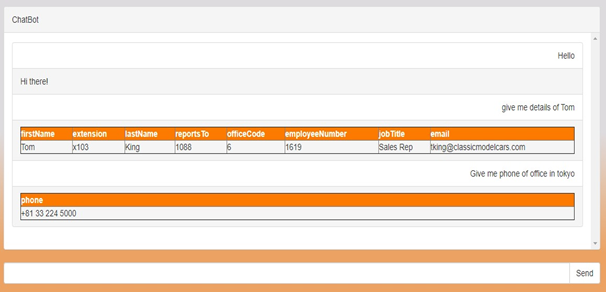 ChatBot
Hello
Hi there!
give me details of Tom
firstName extension lastName reportsTo officeCode employeeNumber jobTitle email
Tom x103 King 1088 6 1619 Sales Rep tking@classicmodelcars.com
Give me phone of office in tokyo
phone
+81 33 224 5000
Send